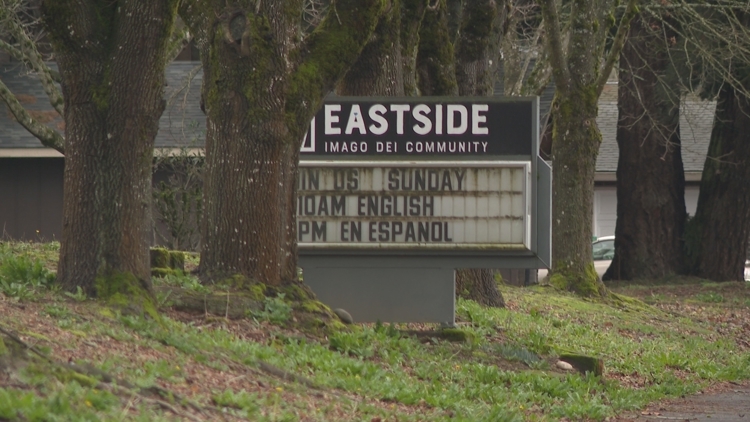 EASTSIDE
IMAGO DEI COMMUNITY
IN US SUNDAY
10AM ENGLISH
PM EN ESPANOL